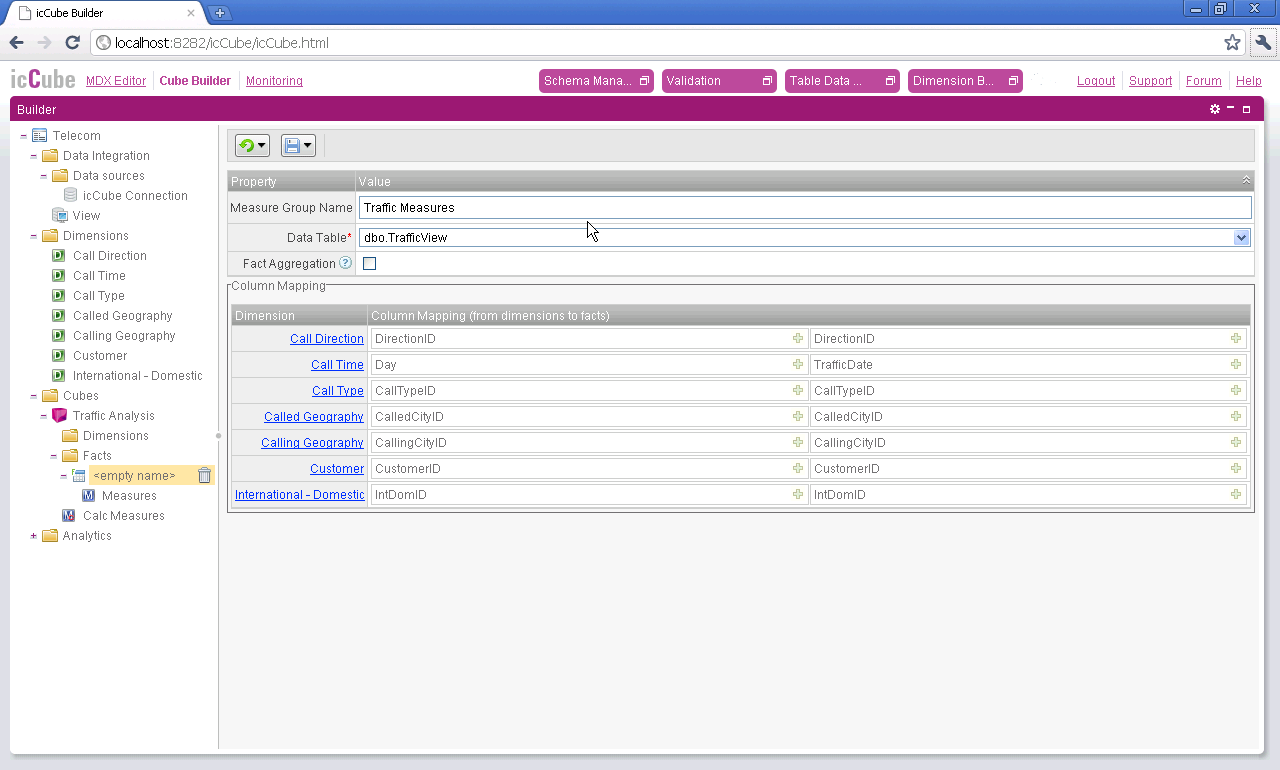 icCube Builder
localhost:8282/icCube/icCube.html
icCube MDX Editor Cube Builder Monitoring Schema Mana... Validation Table Data ... Dimension B... Logout Support Forum Help
Builder
Telecom
Data Integration
Data sources
icCube Connection
View
Dimensions
Call Direction
Call Time
Call Type
Called Geography
Calling Geography
Customer
International - Domestic
Cubes
Traffic Analysis
Dimensions
Facts
<empty name>
Measures
Calc Measures
Analytics
Property Value
Measure Group Name Traffic Measures
Data Table* dbo.TrafficView
Fact Aggregation ?
Column Mapping
Dimension Column Mapping (from dimensions to facts)
Call Direction DirectionID DirectionID
Call Time Day TrafficDate
Call Type CallTypeID CallTypeID
Called Geography CalledCityID CalledCityID
Calling Geography CallingCityID CallingCityID
Customer CustomerID CustomerID
International - Domestic IntDomID IntDomID